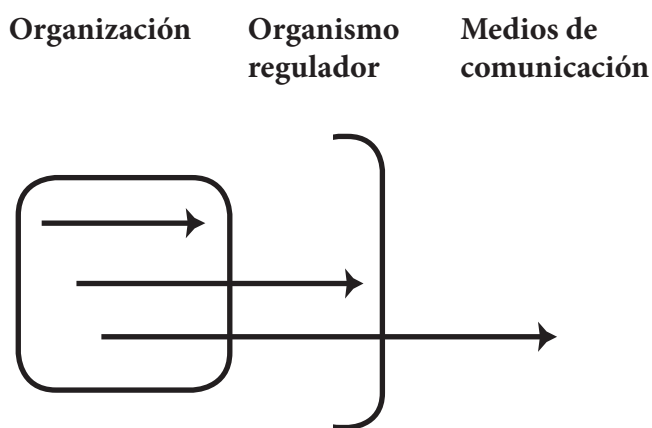 Organización
Organismo
regulador
Medios de
comunicación